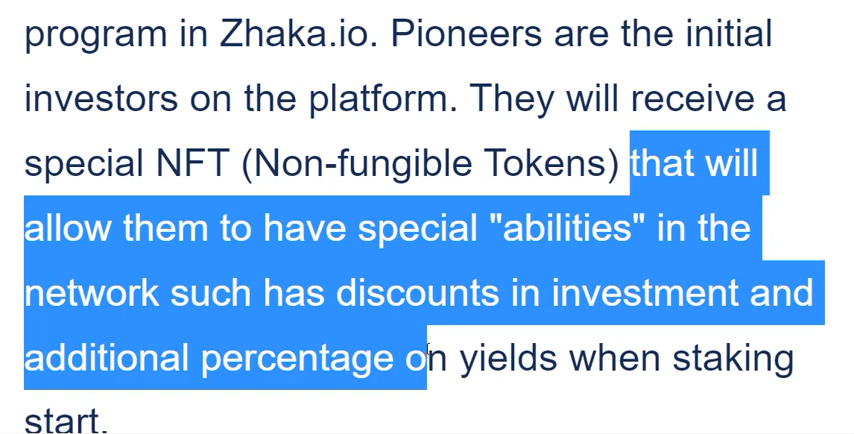 program in Zhaka.io. Pioneers are the initial
investors on the platform. They will receive a
special NFT (Non-fungible Tokens) that will
allow them to have special "abilities" in the
network such has discounts in investment and
additional percentage on yields when staking
start.